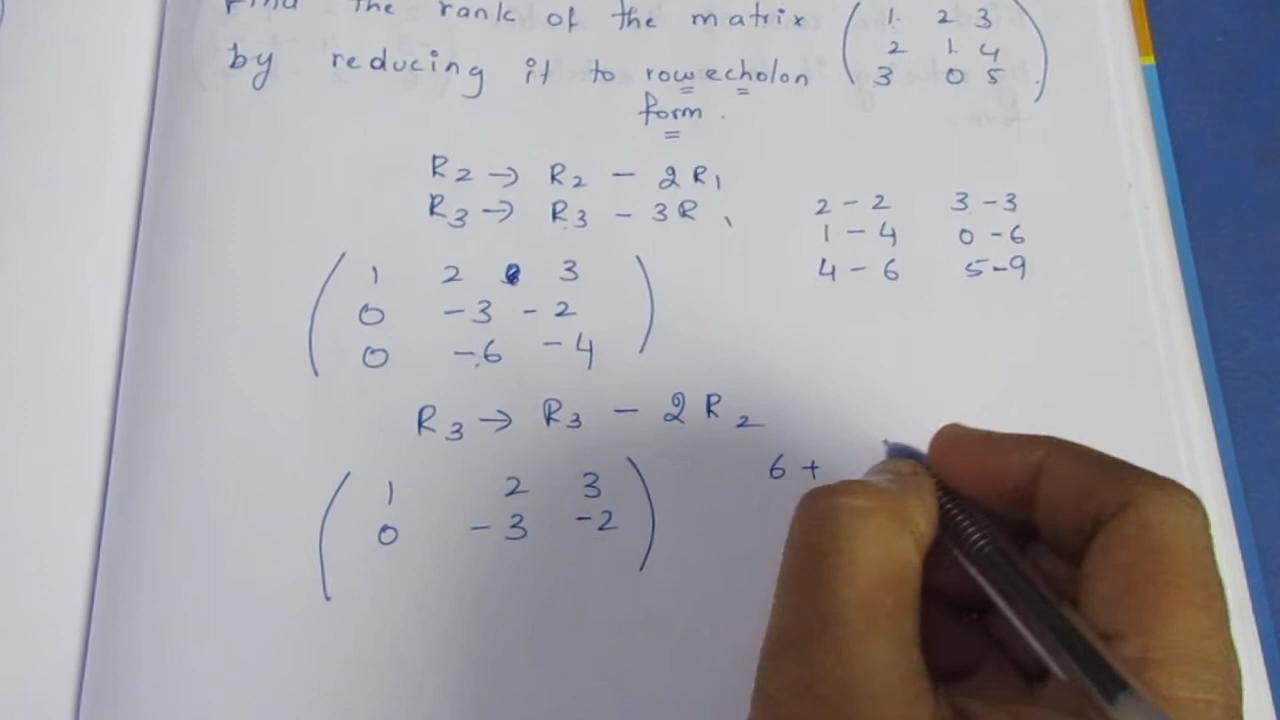 Find the rank of the matrix ( 1 2 3
2 1 4
by reducing it to row echolon 3 0 5 )
form.
R2 → R2 - 2R1
R3 → R3 - 3R1
2 - 2 3 - 3
1 - 4 0 - 6
4 - 6 5 - 9
( 1 2 3
0 -3 -2
0 -6 -4 )
R3 → R3 - 2R2
6 +
( 1 2 3
0 -3 -2 )